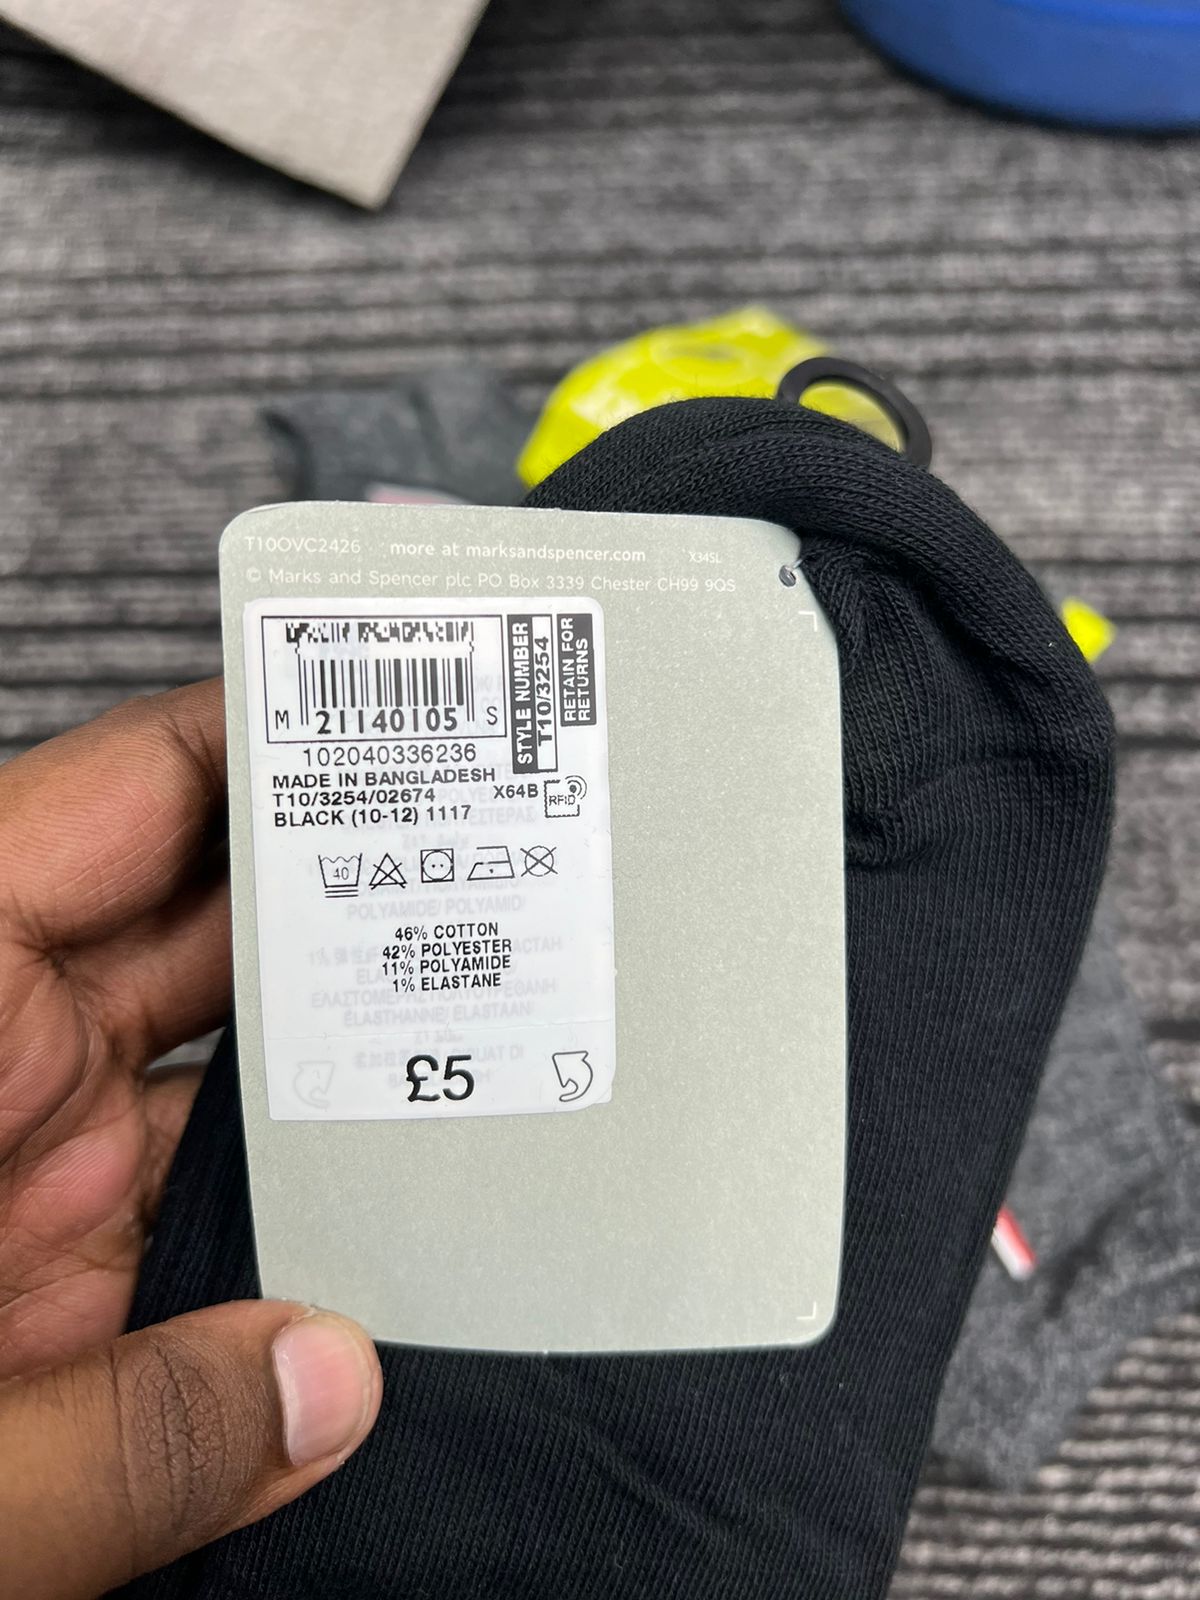 T10OVC2426 more at marksandspencer.com X34SL
© Marks and Spencer plc PO Box 3339 Chester CH99 9QS
M 21140105 S
STYLE NUMBER
T10/3254
RETAIN FOR
RETURNS
102040336236
MADE IN BANGLADESH
T10/3254/02674 X64B RFID
BLACK (10-12) 1117
40
46% COTTON
42% POLYESTER
11% POLYAMIDE
1% ELASTANE
£5